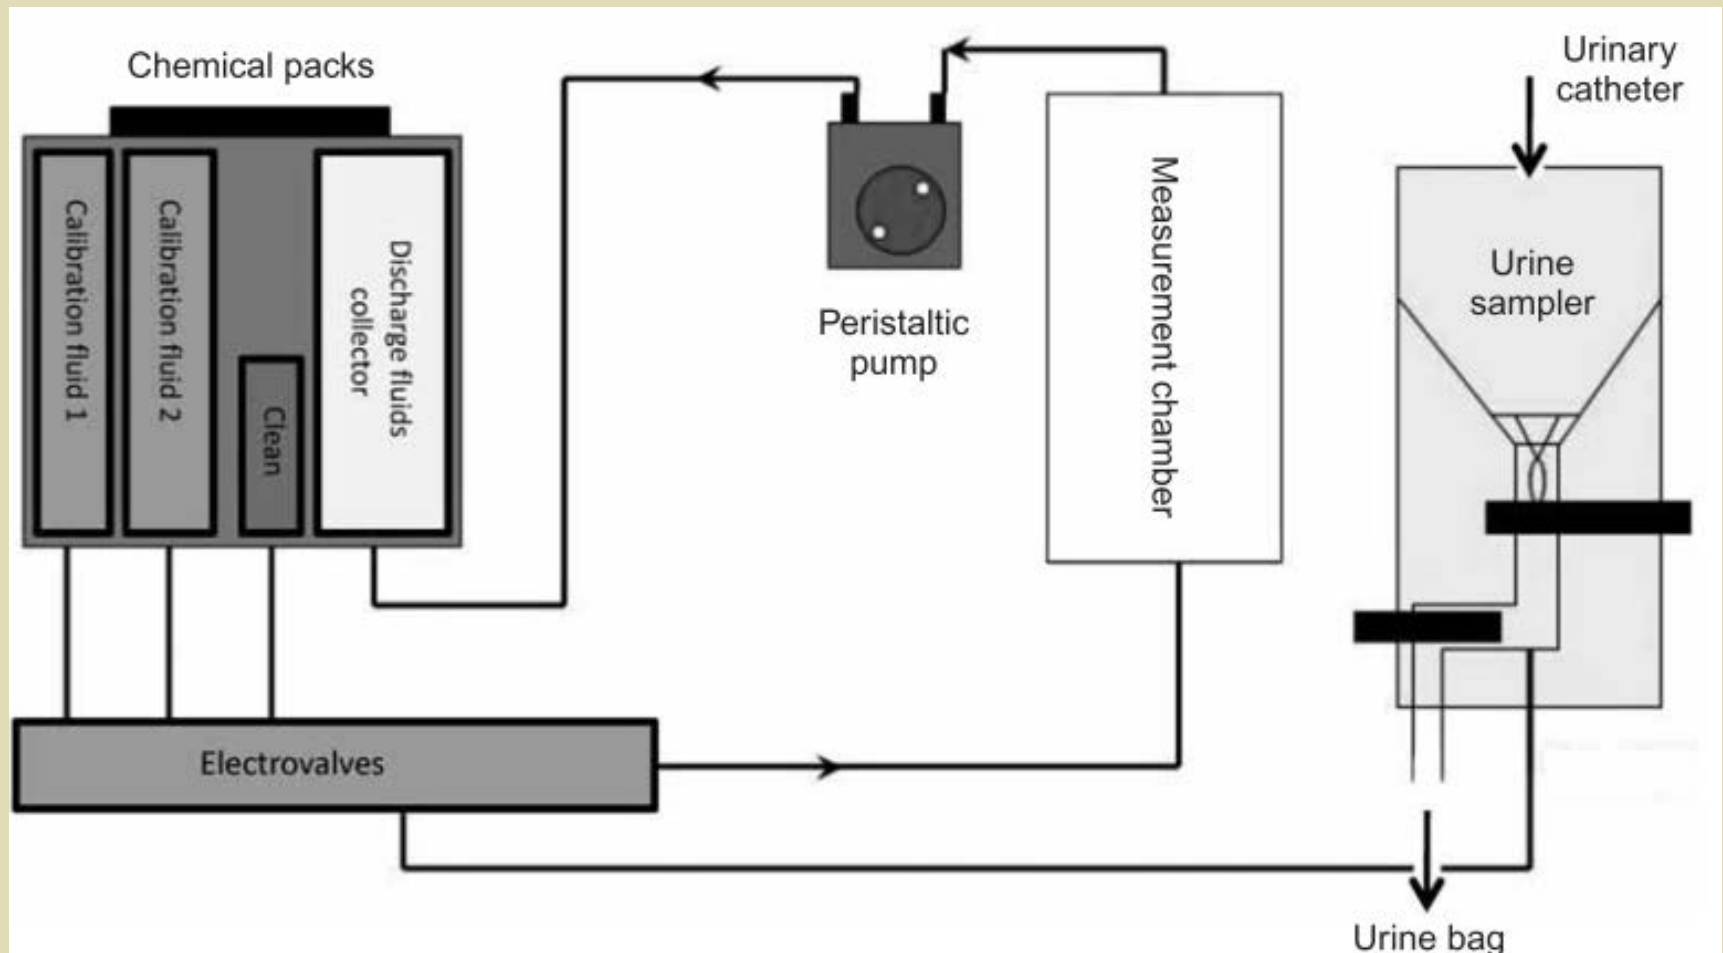 Chemical packs
Calibration fluid 1
Calibration fluid 2
Clean
Discharge fluids
collector
Peristaltic
pump
Measurement chamber
Urinary
catheter
Urine
sampler
Electrovalves
Urine bag